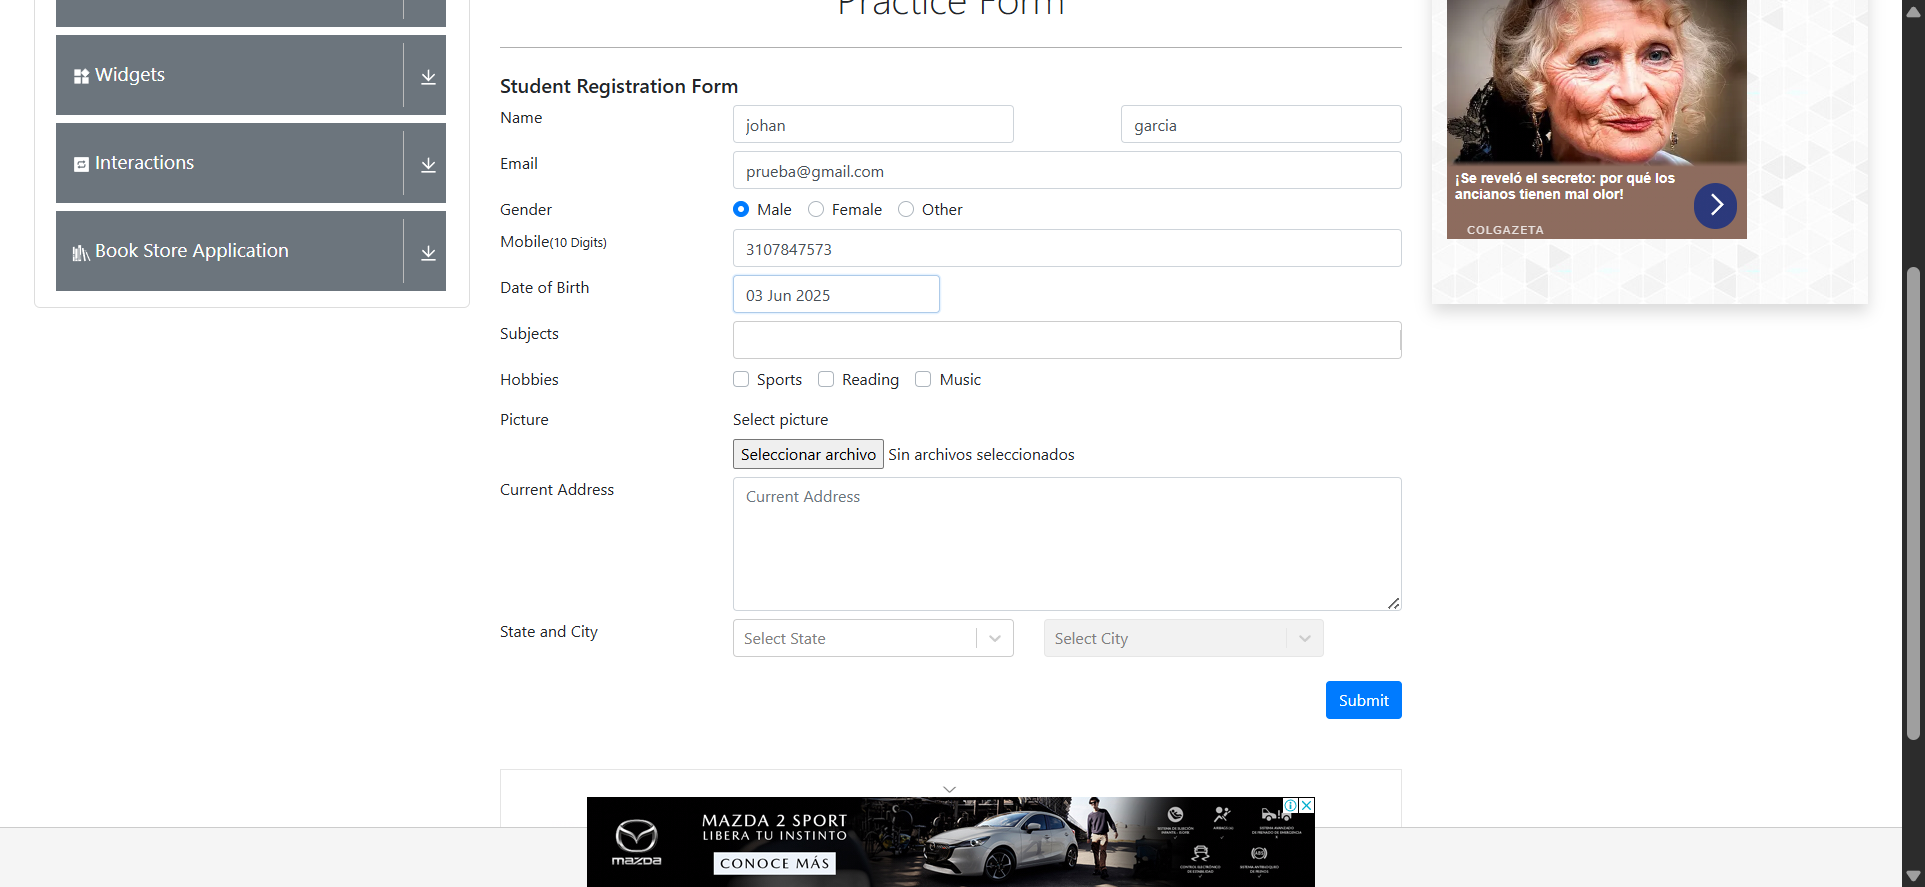 Practice Form
Widgets
Interactions
Book Store Application
Student Registration Form
Name
johan
garcia
Email
prueba@gmail.com
Gender
Male
Female
Other
Mobile(10 Digits)
3107847573
Date of Birth
03 Jun 2025
Subjects
Hobbies
Sports
Reading
Music
Picture
Select picture
Seleccionar archivo
Sin archivos seleccionados
Current Address
Current Address
State and City
Select State
Select City
Submit
¡Se reveló el secreto: por qué los
ancianos tienen mal olor!
COLGAZETA
mazda
MAZDA 2 SPORT
LIBERA TU INSTINTO
CONOCE MÁS